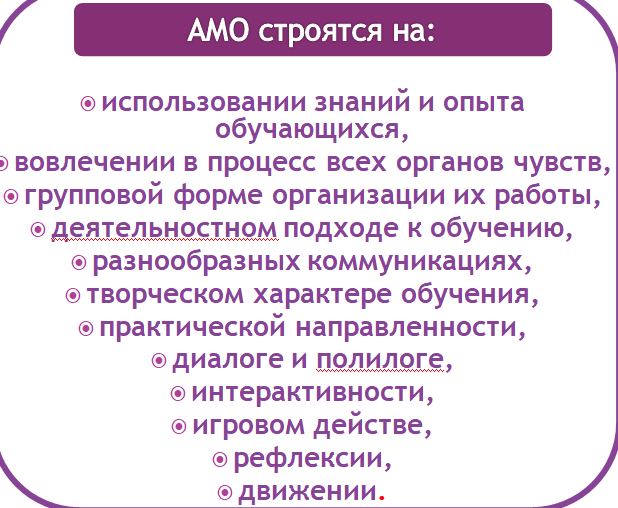 АМО строятся на:
использовании знаний и опыта
обучающихся,
вовлечении в процесс всех органов чувств,
групповой форме организации их работы,
деятельностном подходе к обучению,
разнообразных коммуникациях,
творческом характере обучения,
практической направленности,
диалоге и полилоге,
интерактивности,
игровом действе,
рефлексии,
движении.